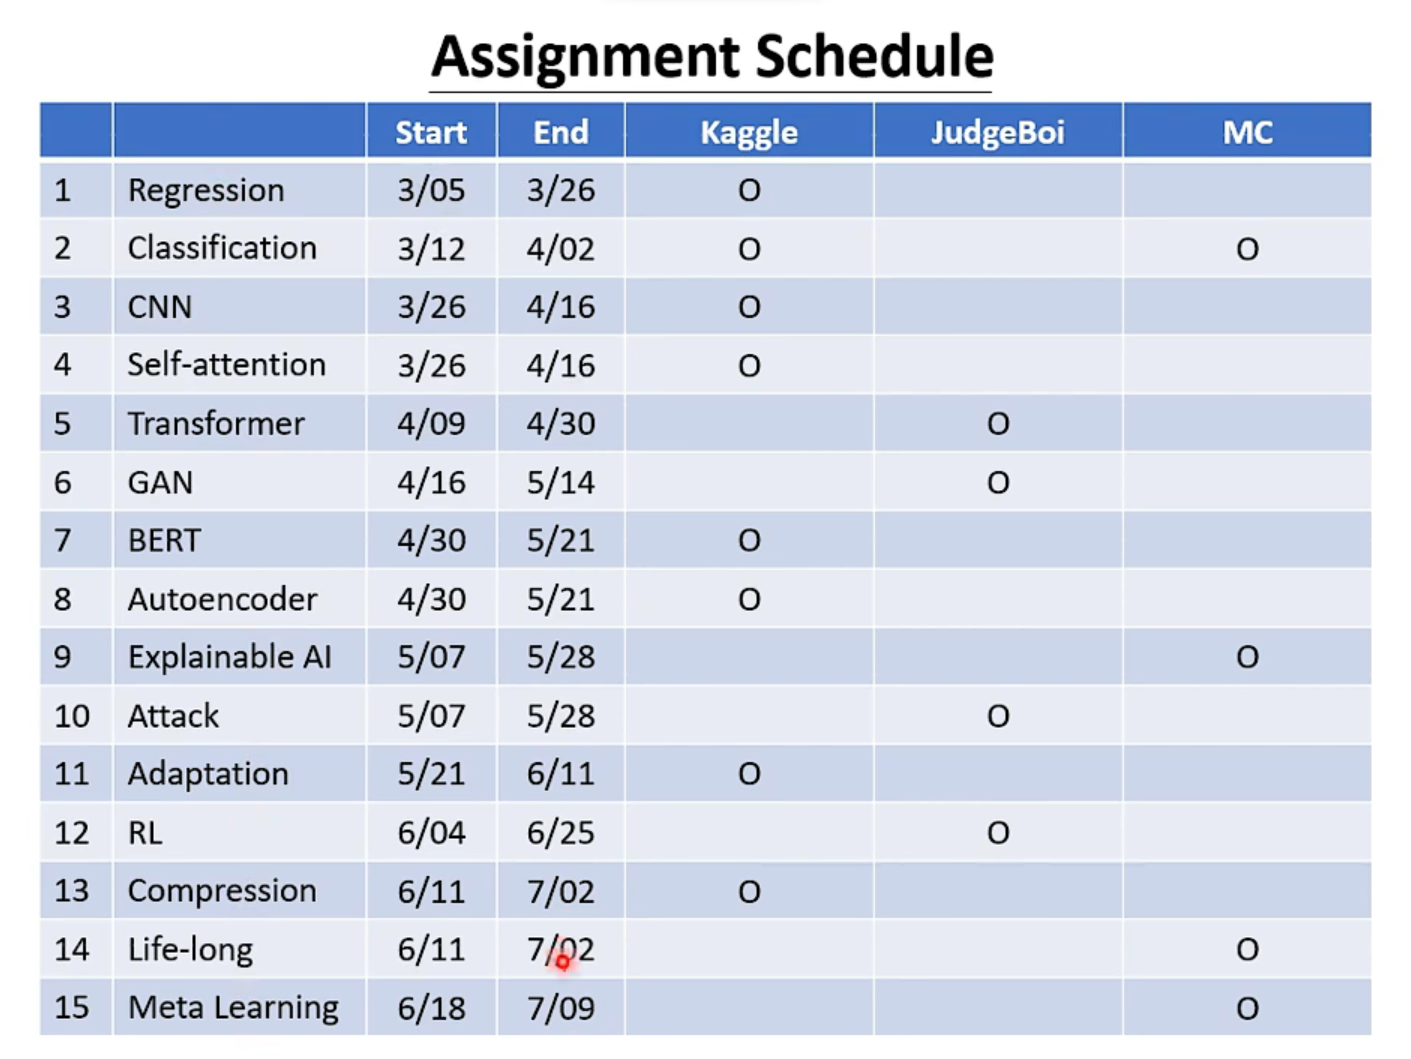 Assignment Schedule
Start End Kaggle JudgeBoi MC
1 Regression 3/05 3/26 O
2 Classification 3/12 4/02 O O
3 CNN 3/26 4/16 O
4 Self-attention 3/26 4/16 O
5 Transformer 4/09 4/30 O
6 GAN 4/16 5/14 O
7 BERT 4/30 5/21 O
8 Autoencoder 4/30 5/21 O
9 Explainable AI 5/07 5/28 O
10 Attack 5/07 5/28 O
11 Adaptation 5/21 6/11 O
12 RL 6/04 6/25 O
13 Compression 6/11 7/02 O
14 Life-long 6/11 7/02 O
15 Meta Learning 6/18 7/09 O